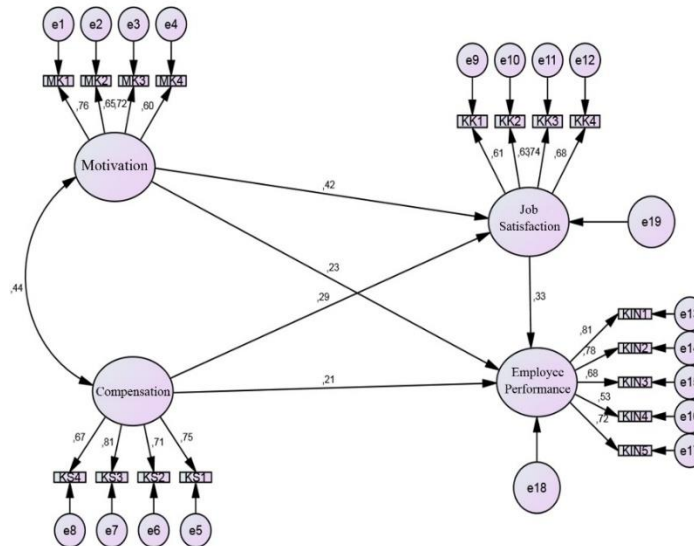 e1 e2 e3 e4
MK1 MK2 MK3 MK4
,76 ,65 ,72 ,60
Motivation
e9 e10 e11 e12
KK1 KK2 KK3 KK4
,61 ,63 ,74 ,68
Job
Satisfaction
e19
,42
,23
,29
,33
,44
,21
Compensation
,67 ,81 ,71 ,75
KS4 KS3 KS2 KS1
e8 e7 e6 e5
Employee
Performance
,81 KIN1
,78 KIN2
,68 KIN3
,53 KIN4
,72 KIN5
e18